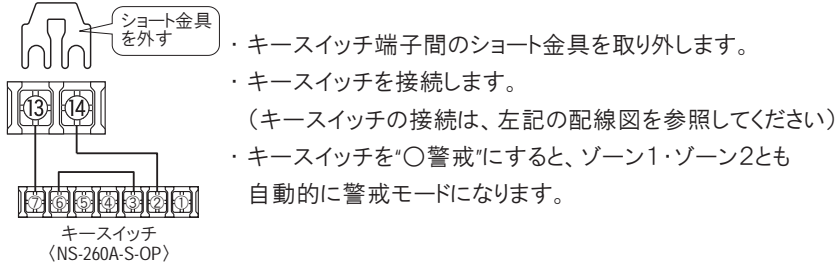 ショート金具
を外す
・キースイッチ端子間のショート金具を取り外します。
・キースイッチを接続します。
（キースイッチの接続は、左記の配線図を参照してください）
・キースイッチを“〇警戒”にすると、ゾーン１・ゾーン２とも
自動的に警戒モードになります。
⑬ ⑭
⑦ ⑥ ⑤ ④ ③ ② ①
キースイッチ
〈NS-260A-S-OP〉